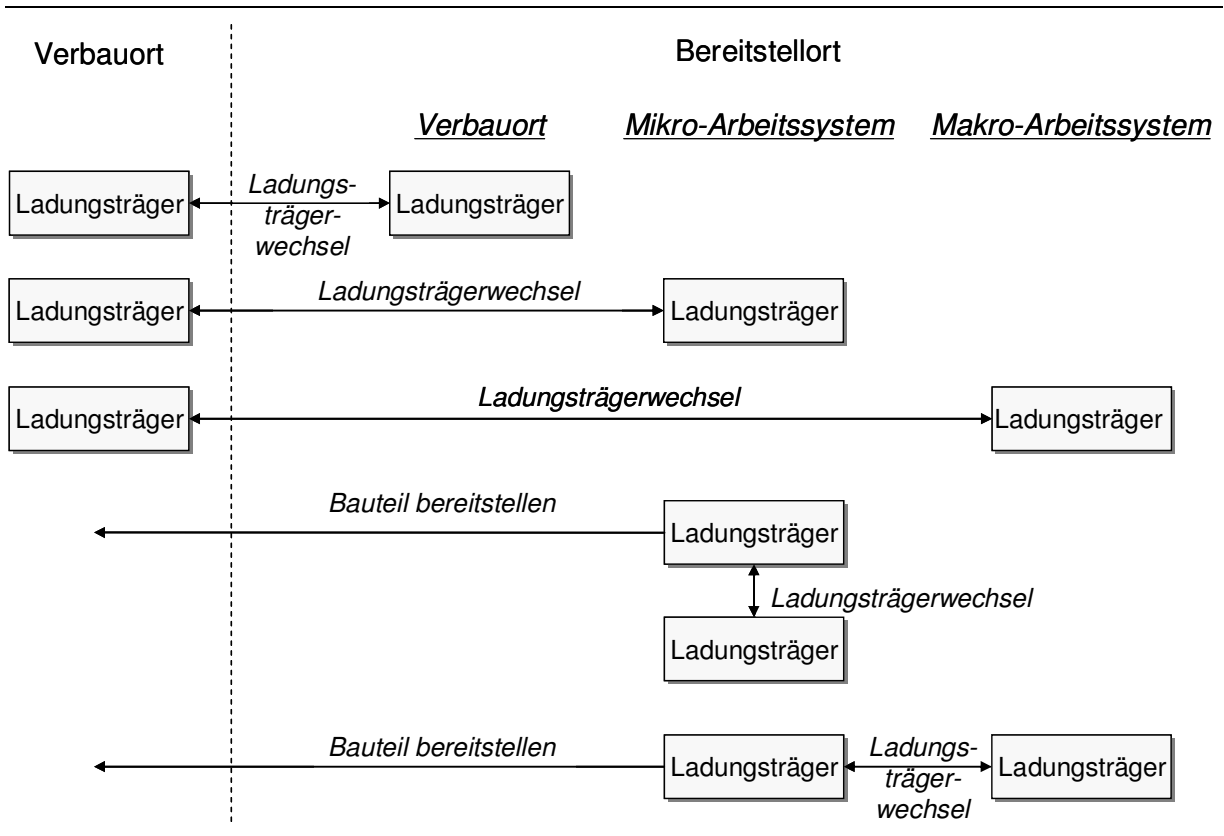 Verbauort
Bereitstellort
Verbauort
Mikro-Arbeitssystem
Makro-Arbeitssystem
Ladungsträger
Ladungs-
träger-
wechsel
Ladungsträger
Ladungsträger
Ladungsträgerwechsel
Ladungsträger
Ladungsträger
Ladungsträgerwechsel
Ladungsträger
Bauteil bereitstellen
Ladungsträger
Ladungsträgerwechsel
Ladungsträger
Bauteil bereitstellen
Ladungsträger
Ladungs-
träger-
wechsel
Ladungsträger